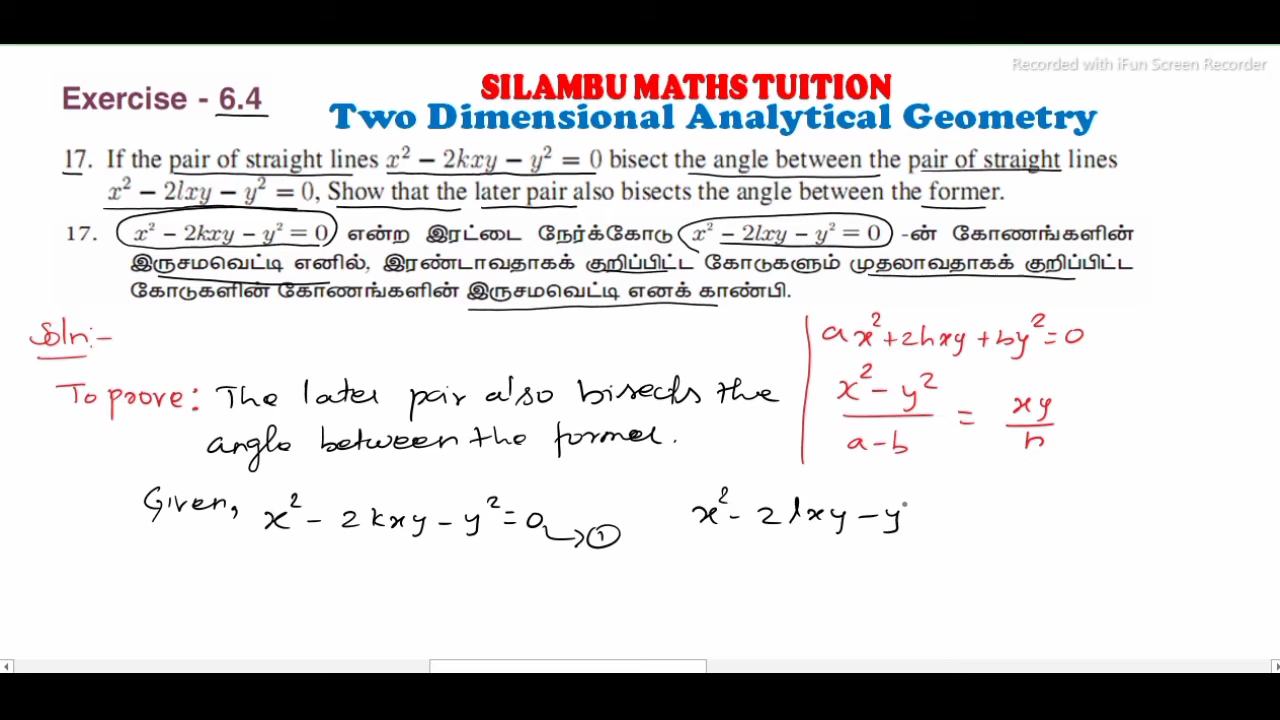 Recorded with iFun Screen Recorder
Exercise - 6.4
SILAMBU MATHS TUITION
Two Dimensional Analytical Geometry
17. If the pair of straight lines x² − 2kxy − y² = 0 bisect the angle between the pair of straight lines
x² − 2lxy − y² = 0, Show that the later pair also bisects the angle between the former.
17. x² − 2kxy − y² = 0 என்ற இரட்டை நேர்க்கோடு x² − 2lxy − y² = 0 -ன் கோணங்களின்
இருசமவெட்டி எனில், இரண்டாவதாகக் குறிப்பிட்ட கோடுகளும் முதலாவதாகக் குறிப்பிட்ட
கோடுகளின் கோணங்களின் இருசமவெட்டி எனக் காண்பி.
Soln:-
To prove: The later pair also bisects the
angle between the former.
ax² + 2hxy + by² = 0
x² − y² / a − b = xy / h
Given, x² − 2kxy − y² = 0 → ①
x² − 2lxy − y